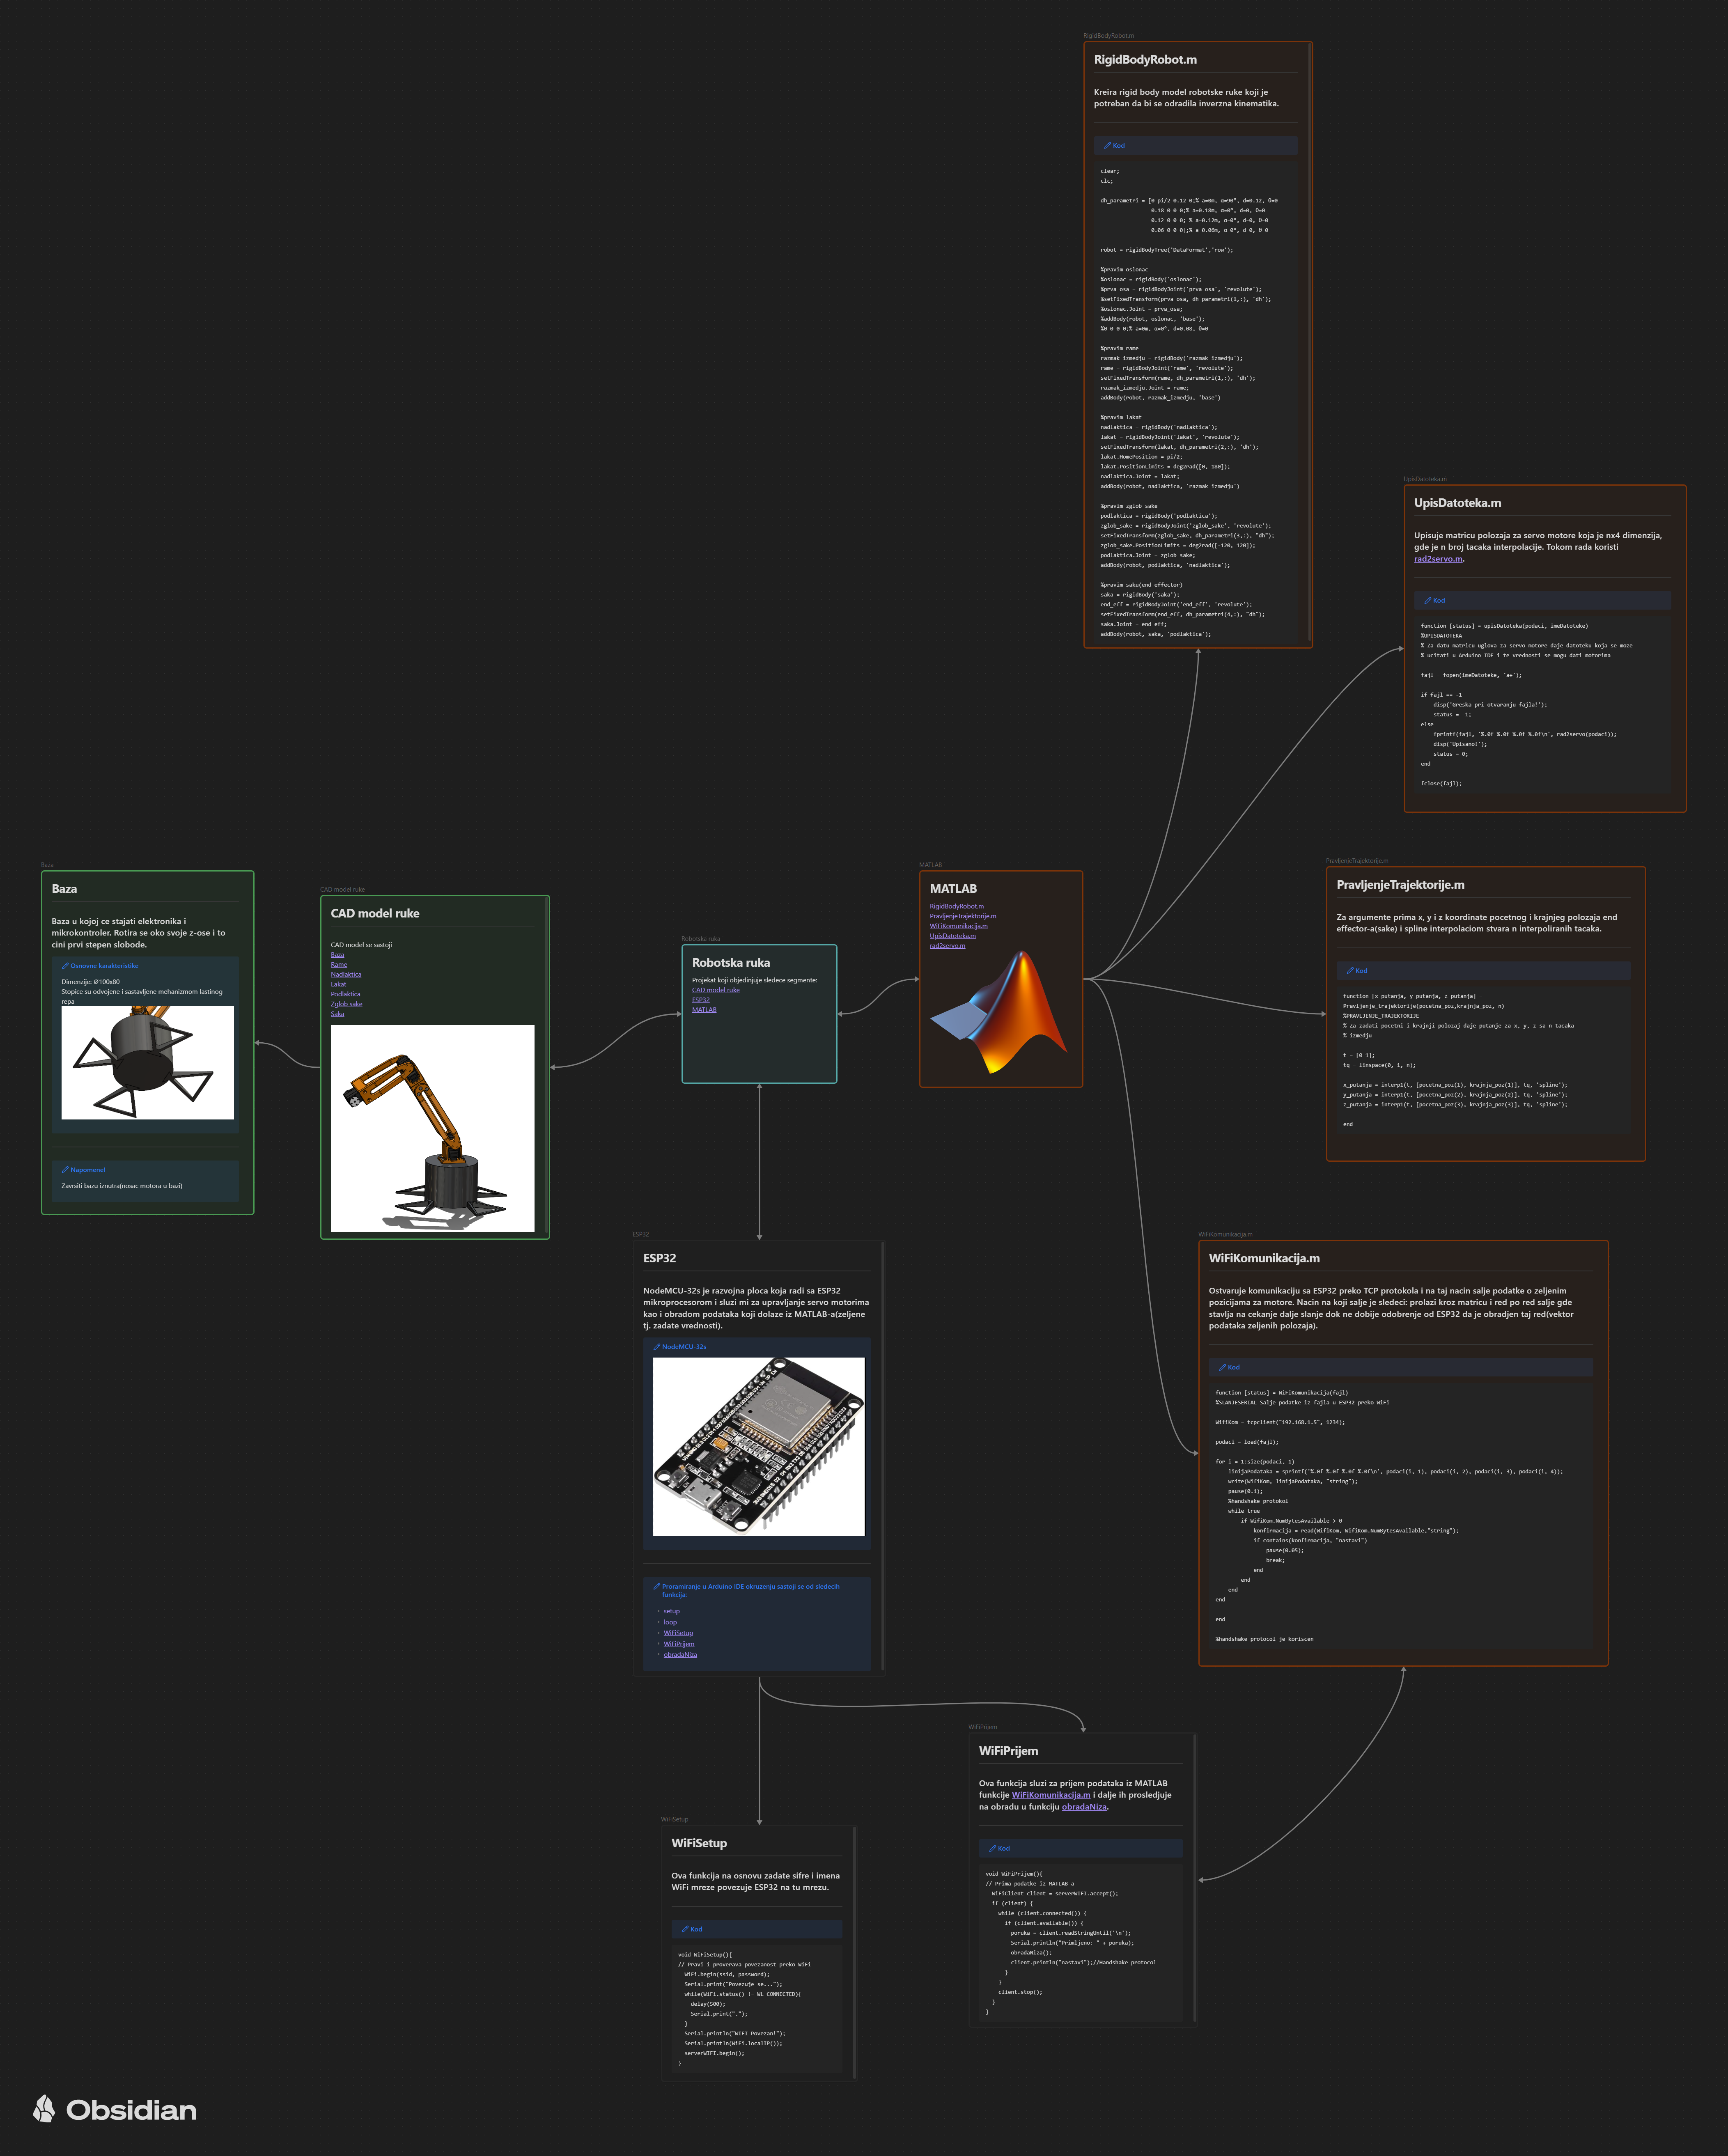 RigidBodyRobot.m
RigidBodyRobot.m
Kreira rigid body model robotske ruke koji je
potreban da bi se odradila inverzna kinematika.
Kod
clear;
clc;
dh_parametri = [0 pi/2 0.12 0;% a=0m, α=90°, d=0.12, θ=0
0.18 0 0 0;% a=0.18m, α=0°, d=0, θ=0
0.12 0 0 0; % a=0.12m, α=0°, d=0, θ=0
0.06 0 0 0];% a=0.06m, α=0°, d=0, θ=0
robot = rigidBodyTree('DataFormat','row');
%pravim oslonac
%oslonac = rigidBody('oslonac');
%prva_osa = rigidBodyJoint('prva_osa', 'revolute');
%setFixedTransform(prva_osa, dh_parametri(1,:), 'dh');
%oslonac.Joint = prva_osa;
%addBody(robot, oslonac, 'base');
%0 0 0 0;% a=0m, α=0°, d=0.08, θ=0
%pravim rame
razmak_izmedju = rigidBody('razmak izmedju');
rame = rigidBodyJoint('rame', 'revolute');
setFixedTransform(rame, dh_parametri(1,:), 'dh');
razmak_izmedju.Joint = rame;
addBody(robot, razmak_izmedju, 'base')
%pravim lakat
nadlaktica = rigidBody('nadlaktica');
lakat = rigidBodyJoint('lakat', 'revolute');
setFixedTransform(lakat, dh_parametri(2,:), 'dh');
lakat.HomePosition = pi/2;
lakat.PositionLimits = deg2rad([0, 180]);
nadlaktica.Joint = lakat;
addBody(robot, nadlaktica, 'razmak izmedju')
%pravim zglob sake
podlaktica = rigidBody('podlaktica');
zglob_sake = rigidBodyJoint('zglob_sake', 'revolute');
setFixedTransform(zglob_sake, dh_parametri(3,:), "dh");
zglob_sake.PositionLimits = deg2rad([-120, 120]);
podlaktica.Joint = zglob_sake;
addBody(robot, podlaktica, 'nadlaktica');
%pravim saku(end effector)
saka = rigidBody('saka');
end_eff = rigidBodyJoint('end_eff', 'revolute');
setFixedTransform(end_eff, dh_parametri(4,:), "dh");
saka.Joint = end_eff;
addBody(robot, saka, 'podlaktica');
UpisDatoteka.m
UpisDatoteka.m
Upisuje matricu polozaja za servo motore koja je nx4 dimenzija,
gde je n broj tacaka interpolacije. Tokom rada koristi
rad2servo.m.
Kod
function [status] = upisDatoteka(podaci, imeDatoteke)
%UPISDATOTEKA
% Za datu matricu uglova za servo motore daje datoteku koja se moze
% ucitati u Arduino IDE i te vrednosti se mogu dati motorima
fajl = fopen(imeDatoteke, 'a+');
if fajl == -1
disp('Greska pri otvaranju fajla!');
status = -1;
else
fprintf(fajl, '%.0f %.0f %.0f %.0f\n', rad2servo(podaci));
disp('Upisano!');
status = 0;
end
fclose(fajl);
Baza
Baza
Baza u kojoj ce stajati elektronika i
mikrokontroler. Rotira se oko svoje z-ose i to
cini prvi stepen slobode.
Osnovne karakteristike
Dimenzije: Ø100x80
Stopice su odvojene i sastavljene mehanizmom lastinog
repa
Napomene!
Zavrsiti bazu iznutra(nosac motora u bazi)
CAD model ruke
CAD model ruke
CAD model se sastoji
Baza
Rame
Nadlaktica
Lakat
Podlaktica
Zglob sake
Saka
Robotska ruka
Robotska ruka
Projekat koji objedinjuje sledece segmente:
CAD model ruke
ESP32
MATLAB
MATLAB
MATLAB
RigidBodyRobot.m
PravljenjeTrajektorije.m
WiFiKomunikacija.m
UpisDatoteka.m
rad2servo.m
PravljenjeTrajektorije.m
PravljenjeTrajektorije.m
Za argumente prima x, y i z koordinate pocetnog i krajnjeg polozaja end
effector-a(sake) i spline interpolaciom stvara n interpoliranih tacaka.
Kod
function [x_putanja, y_putanja, z_putanja] =
Pravljenje_trajektorije(pocetna_poz,krajnja_poz, n)
%PRAVLJENJE_TRAJEKTORIJE
% Za zadati pocetni i krajnji polozaj daje putanje za x, y, z sa n tacaka
% izmedju
t = [0 1];
tq = linspace(0, 1, n);
x_putanja = interp1(t, [pocetna_poz(1), krajnja_poz(1)], tq, 'spline');
y_putanja = interp1(t, [pocetna_poz(2), krajnja_poz(2)], tq, 'spline');
z_putanja = interp1(t, [pocetna_poz(3), krajnja_poz(3)], tq, 'spline');
end
ESP32
ESP32
NodeMCU-32s je razvojna ploca koja radi sa ESP32
mikroprocesorom i sluzi mi za upravljanje servo motorima
kao i obradom podataka koji dolaze iz MATLAB-a(zeljene
tj. zadate vrednosti).
NodeMCU-32s
Proramiranje u Arduino IDE okruzenju sastoji se od sledecih
funkcija:
setup
loop
WiFiSetup
WiFiPrijem
obradaNiza
WiFiKomunikacija.m
WiFiKomunikacija.m
Ostvaruje komunikaciju sa ESP32 preko TCP protokola i na taj nacin salje podatke o zeljenim
pozicijama za motore. Nacin na koji salje je sledeci: prolazi kroz matricu i red po red salje gde
stavlja na cekanje dalje slanje dok ne dobije odobrenje od ESP32 da je obradjen taj red(vektor
podataka zeljenih polozaja).
Kod
function [status] = WiFiKomunikacija(fajl)
%SLANJESERIAL Salje podatke iz fajla u ESP32 preko WiFi
WifiKom = tcpclient("192.168.1.5", 1234);
podaci = load(fajl);
for i = 1:size(podaci, 1)
linijaPodataka = sprintf('%.0f %.0f %.0f %.0f\n', podaci(i, 1), podaci(i, 2), podaci(i, 3), podaci(i, 4));
write(WifiKom, linijaPodataka, "string");
pause(0.1);
%handshake protokol
while true
if WifiKom.NumBytesAvailable > 0
konfirmacija = read(WifiKom, WifiKom.NumBytesAvailable,"string");
if contains(konfirmacija, "nastavi")
pause(0.05);
break;
end
end
end
end
end
%handshake protocol je koriscen
WiFiPrijem
WiFiPrijem
Ova funkcija sluzi za prijem podataka iz MATLAB
funkcije WiFiKomunikacija.m i dalje ih prosledjuje
na obradu u funkciju obradaNiza.
Kod
void WiFiPrijem(){
// Prima podatke iz MATLAB-a
WiFiClient client = serverWIFI.accept();
if (client) {
while (client.connected()) {
if (client.available()) {
poruka = client.readStringUntil('\n');
Serial.println("Primljeno: " + poruka);
obradaNiza();
client.println("nastavi");//Handshake protocol
}
}
client.stop();
}
}
WiFiSetup
WiFiSetup
Ova funkcija na osnovu zadate sifre i imena
WiFi mreze povezuje ESP32 na tu mrezu.
Kod
void WiFiSetup(){
// Pravi i proverava povezanost preko WiFi
WiFi.begin(ssid, password);
Serial.print("Povezuje se...");
while(WiFi.status() != WL_CONNECTED){
delay(500);
Serial.print(".");
}
Serial.println("WIFI Povezan!");
Serial.println(WiFi.localIP());
serverWIFI.begin();
}
Obsidian